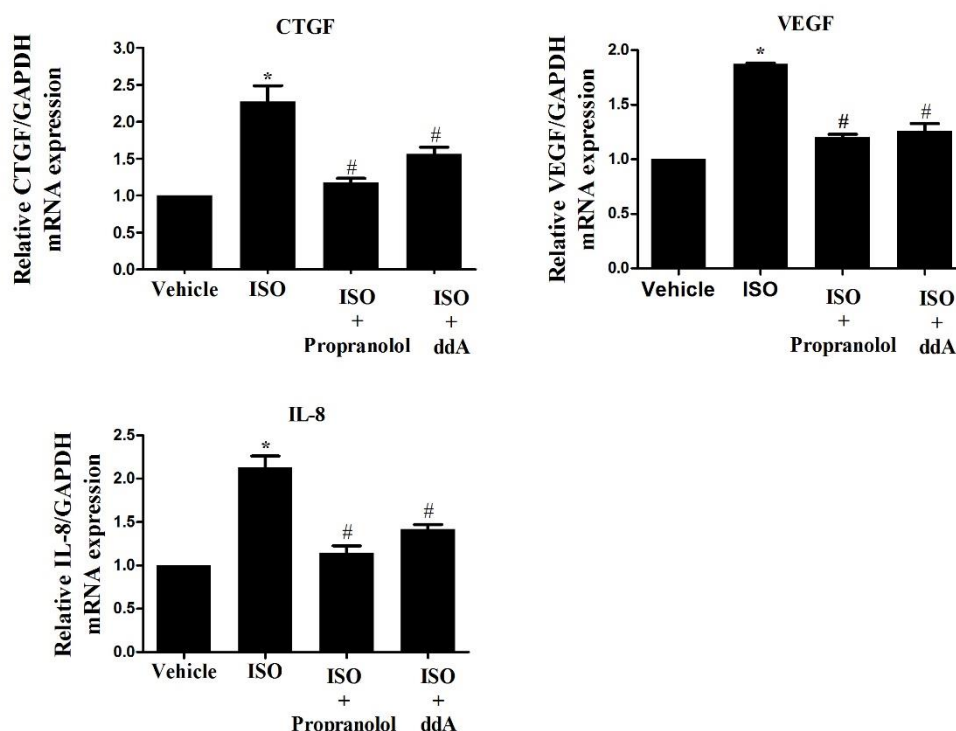 CTGF
Relative CTGF/GAPDH
mRNA expression
3.0
2.5
2.0
1.5
1.0
0.5
0.0
*
#
#
Vehicle ISO ISO ISO
+ +
Propranolol ddA
VEGF
Relative VEGF/GAPDH
mRNA expression
2.0
1.5
1.0
0.5
0.0
*
#
#
Vehicle ISO ISO ISO
+ +
Propranolol ddA
IL-8
Relative IL-8/GAPDH
mRNA expression
2.5
2.0
1.5
1.0
0.5
0.0
*
#
#
Vehicle ISO ISO ISO
+ +
Propranolol ddA